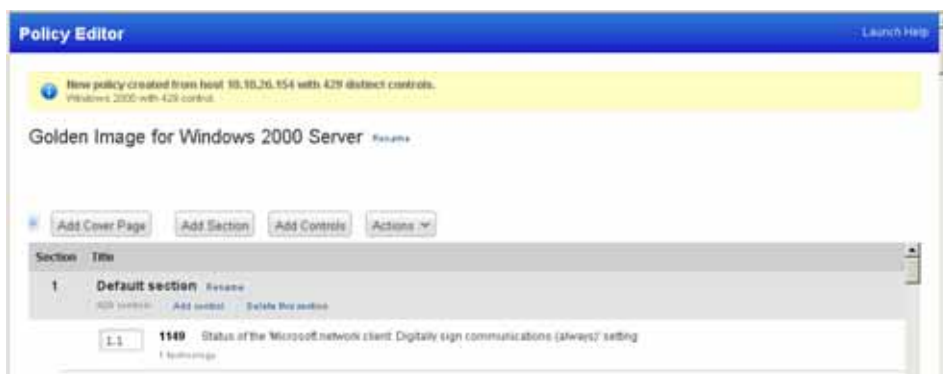 Policy Editor
Launch Help
New policy created from host 10.10.26.154 with 429 distinct controls.
Windows 2000 with 429 control.
Golden Image for Windows 2000 Server Rename
Add Cover Page Add Section Add Controls Actions
Section Title
1 Default section Rename
429 controls Add control Delete this section
1.1 1149 Status of the 'Microsoft network client: Digitally sign communications (always)' setting
1 technology